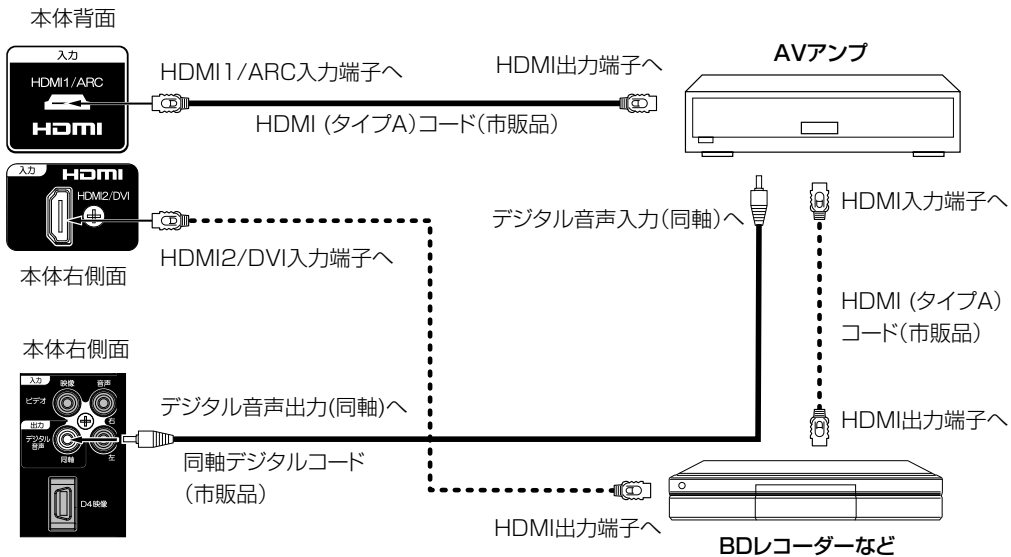 本体背面
入力
HDMI1/ARC
HDMI
HDMI1/ARC入力端子へ
HDMI出力端子へ
HDMI (タイプA)コード(市販品)
AVアンプ
入力
HDMI
HDMI2/DVI
本体右側面
HDMI2/DVI入力端子へ
デジタル音声入力(同軸)へ
HDMI入力端子へ
HDMI (タイプA)
コード(市販品)
HDMI出力端子へ
本体右側面
入力
映像
音声
ビデオ
右
出力
デジタル
音声
同軸
左
D4映像
デジタル音声出力(同軸)へ
同軸デジタルコード
(市販品)
HDMI出力端子へ
BDレコーダーなど